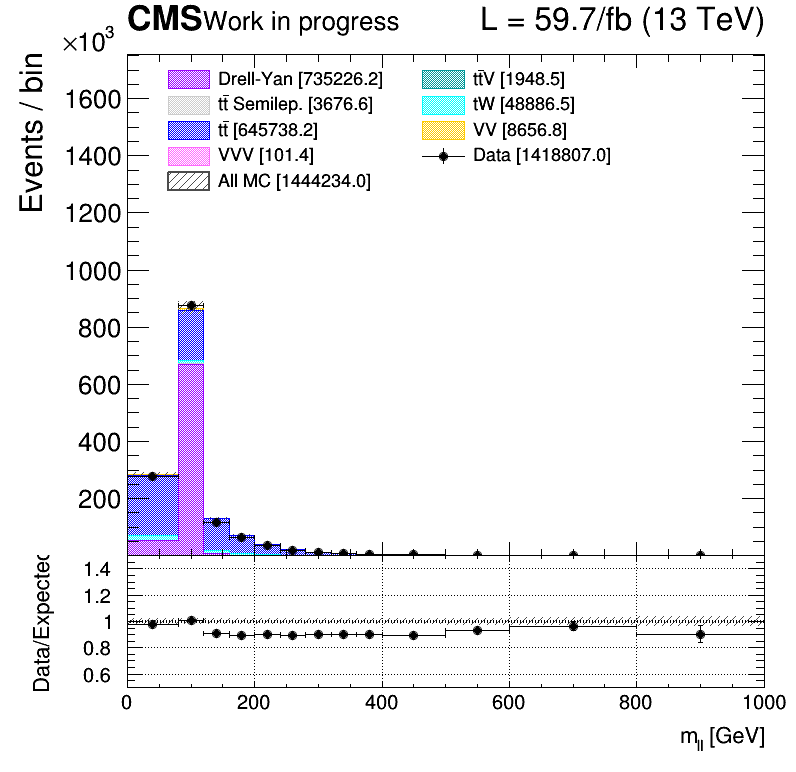 CMS Work in progress L = 59.7/fb (13 TeV)
×10³
Events / bin
Drell-Yan [735226.2]
tt̄ Semilep. [3676.6]
tt̄ [645738.2]
VVV [101.4]
All MC [1444234.0]
tt̄V [1948.5]
tW [48886.5]
VV [8656.8]
Data [1418807.0]
1600
1400
1200
1000
800
600
400
200
Data/Expected
1.4
1.2
1
0.8
0.6
0 200 400 600 800 1000
m_ll [GeV]